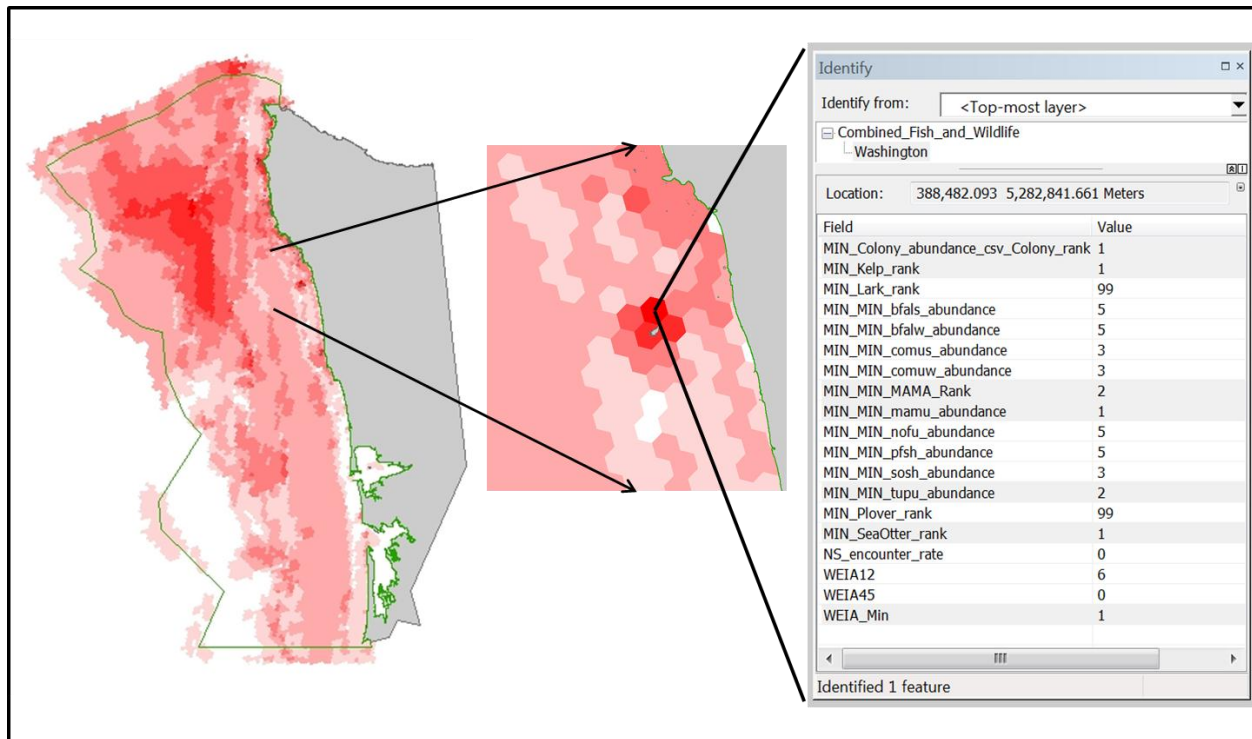 Identify
Identify from: <Top-most layer>
Combined_Fish_and_Wildlife
Washington
Location: 388,482.093 5,282,841.661 Meters
Field Value
MIN_Colony_abundance_csv_Colony_rank 1
MIN_Kelp_rank 1
MIN_Lark_rank 99
MIN_MIN_bfals_abundance 5
MIN_MIN_bfalw_abundance 5
MIN_MIN_comus_abundance 3
MIN_MIN_comuw_abundance 3
MIN_MIN_MAMA_Rank 2
MIN_MIN_mamu_abundance 1
MIN_MIN_nofu_abundance 5
MIN_MIN_pfsh_abundance 5
MIN_MIN_sosh_abundance 3
MIN_MIN_tupu_abundance 2
MIN_Plover_rank 99
MIN_SeaOtter_rank 1
NS_encounter_rate 0
WEIA12 6
WEIA45 0
WEIA_Min 1
Identified 1 feature